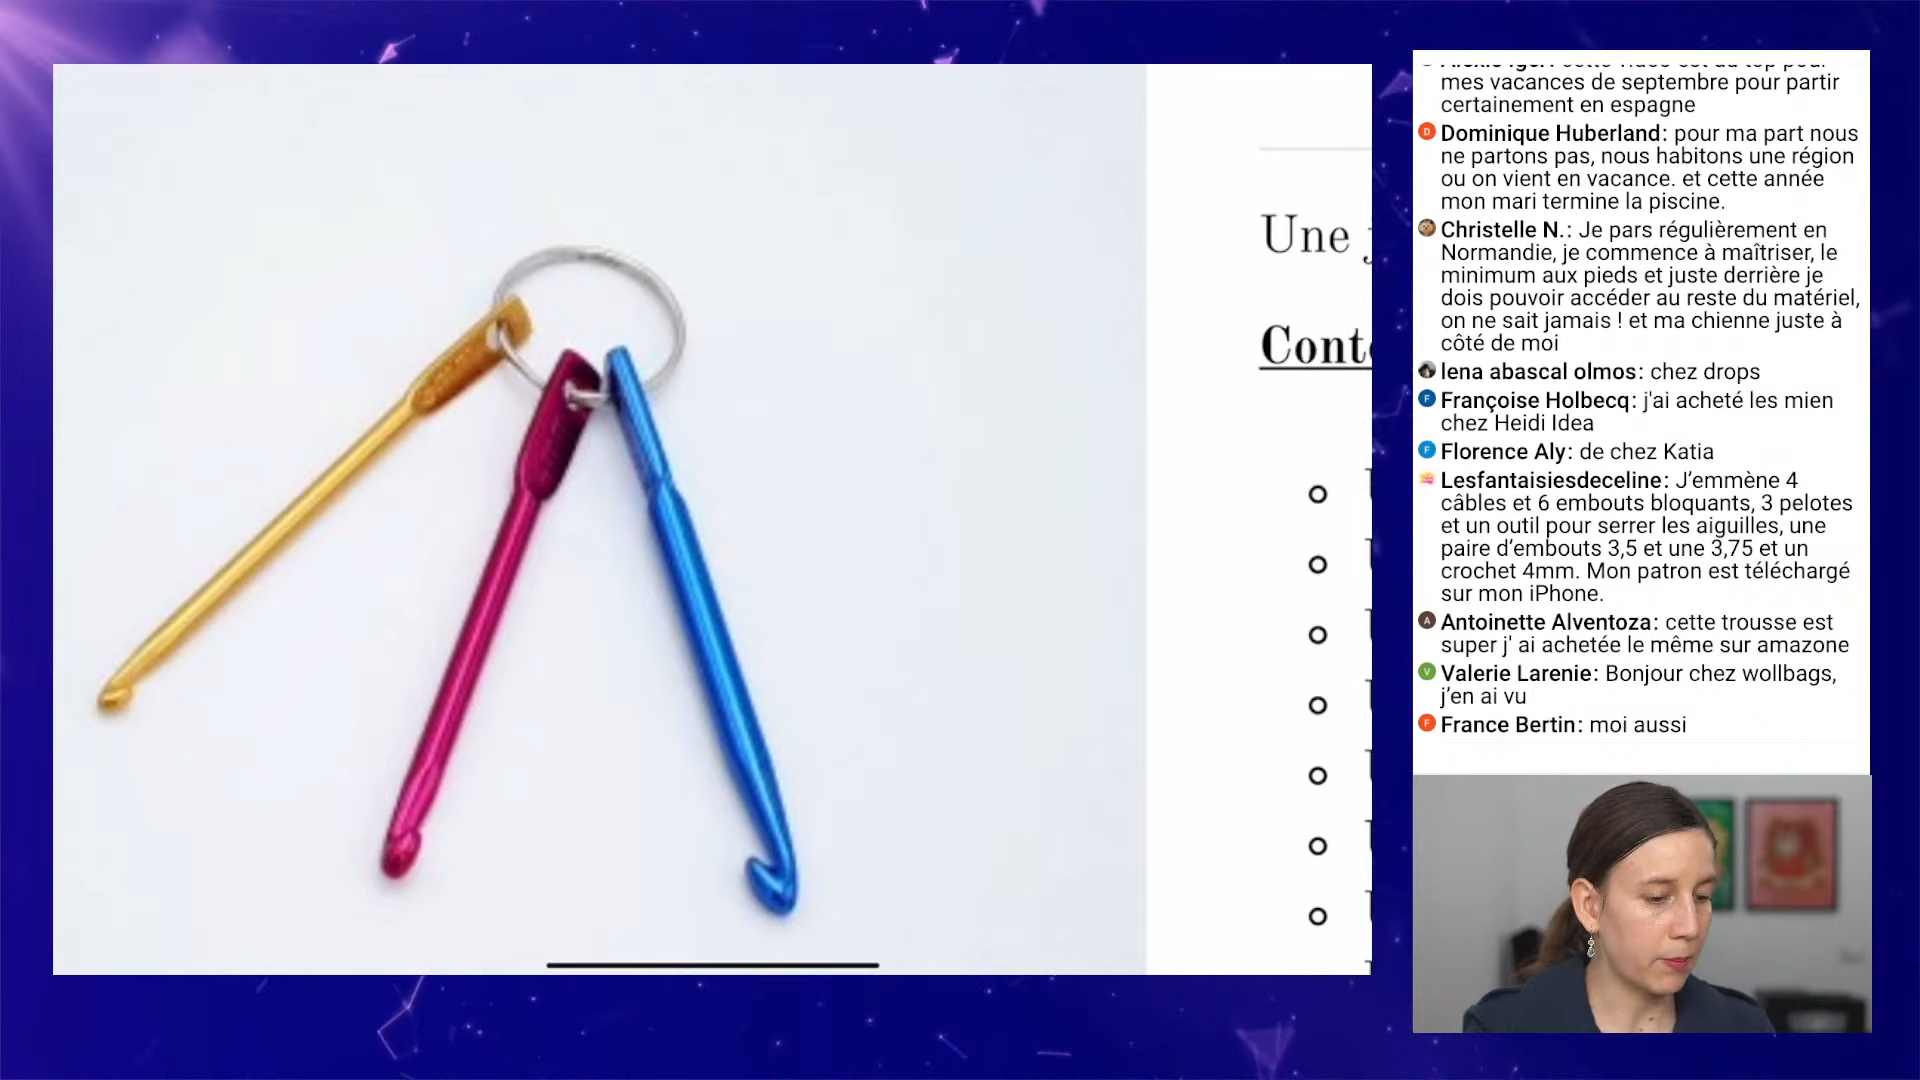 Une
Cont
mes vacances de septembre pour partir
certainement en espagne
Dominique Huberland: pour ma part nous
ne partons pas, nous habitons une région
ou on vient en vacance. et cette année
mon mari termine la piscine.
Christelle N.: Je pars régulièrement en
Normandie, je commence à maîtriser, le
minimum aux pieds et juste derrière je
dois pouvoir accéder au reste du matériel,
on ne sait jamais ! et ma chienne juste à
côté de moi
lena abascal olmos: chez drops
Françoise Holbecq: j'ai acheté les mien
chez Heidi Idea
Florence Aly: de chez Katia
Lesfantaisiesdeceline: J’emmène 4
câbles et 6 embouts bloquants, 3 pelotes
et un outil pour serrer les aiguilles, une
paire d’embouts 3,5 et une 3,75 et un
crochet 4mm. Mon patron est téléchargé
sur mon iPhone.
Antoinette Alventoza: cette trousse est
super j' ai achetée le même sur amazone
Valerie Larenie: Bonjour chez wollbags,
j’en ai vu
France Bertin: moi aussi